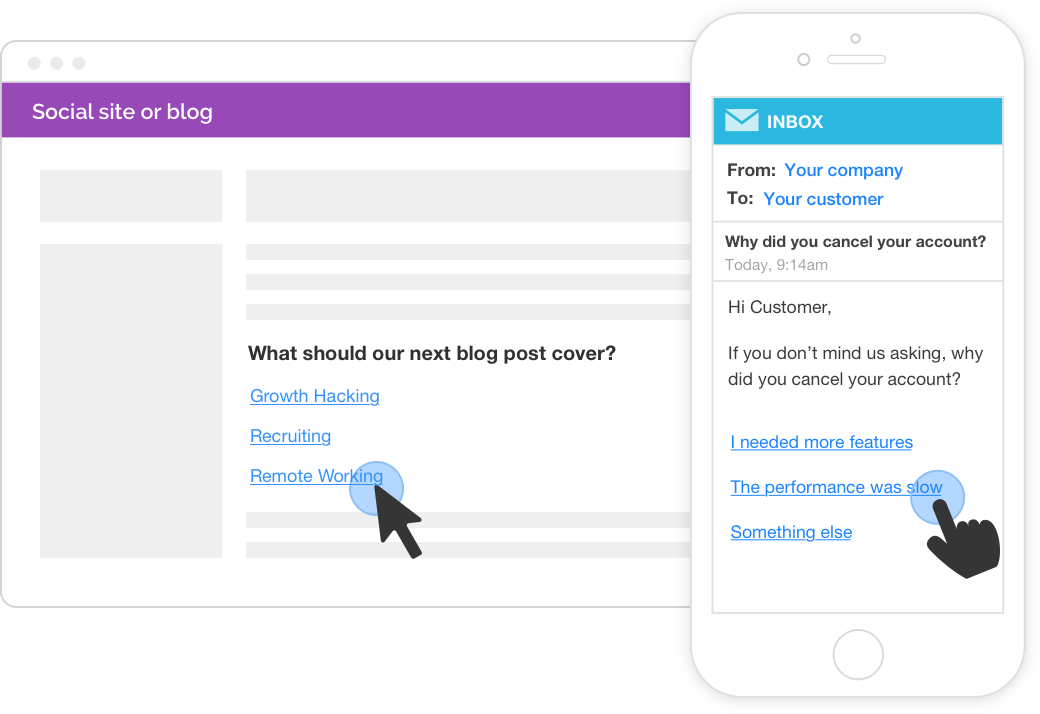 Social site or blog
What should our next blog post cover?
Growth Hacking
Recruiting
Remote Working
INBOX
From: Your company
To: Your customer
Why did you cancel your account?
Today, 9:14am
Hi Customer,
If you don’t mind us asking, why
did you cancel your account?
I needed more features
The performance was slow
Something else